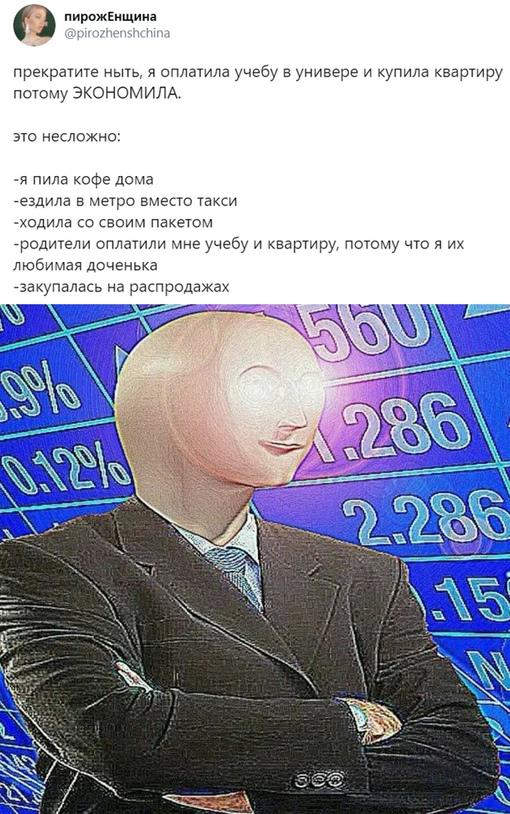 пирожЕнщина
@pirozhenshchina
прекратите ныть, я оплатила учебу в универе и купила квартиру
потому ЭКОНОМИЛА.
это несложно:
-я пила кофе дома
-ездила в метро вместо такси
-ходила со своим пакетом
-родители оплатили мне учебу и квартиру, потому что я их
любимая доченька
-закупалась на распродажах
560
.9%
1.286
0.12%
2.286
.15
N